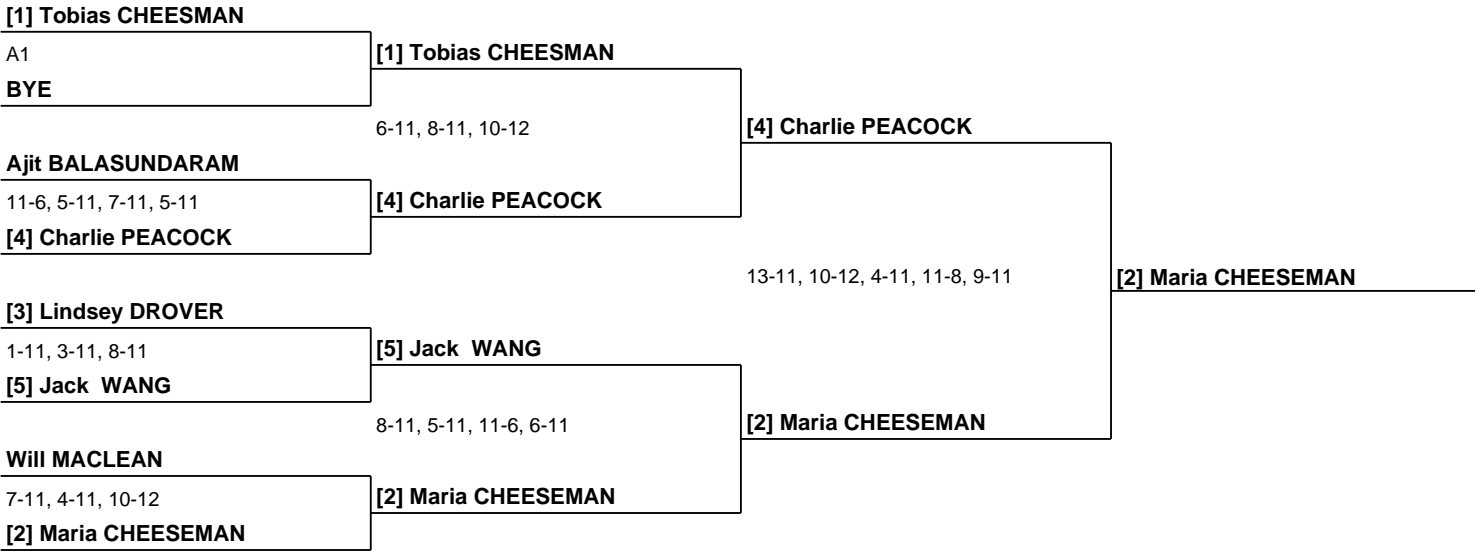 [1] Tobias CHEESMAN
A1
BYE
[1] Tobias CHEESMAN
6-11, 8-11, 10-12
Ajit BALASUNDARAM
11-6, 5-11, 7-11, 5-11
[4] Charlie PEACOCK
[4] Charlie PEACOCK
[4] Charlie PEACOCK
13-11, 10-12, 4-11, 11-8, 9-11
[2] Maria CHEESEMAN
[3] Lindsey DROVER
1-11, 3-11, 8-11
[5] Jack  WANG
[5] Jack  WANG
8-11, 5-11, 11-6, 6-11
[2] Maria CHEESEMAN
Will MACLEAN
7-11, 4-11, 10-12
[2] Maria CHEESEMAN
[2] Maria CHEESEMAN